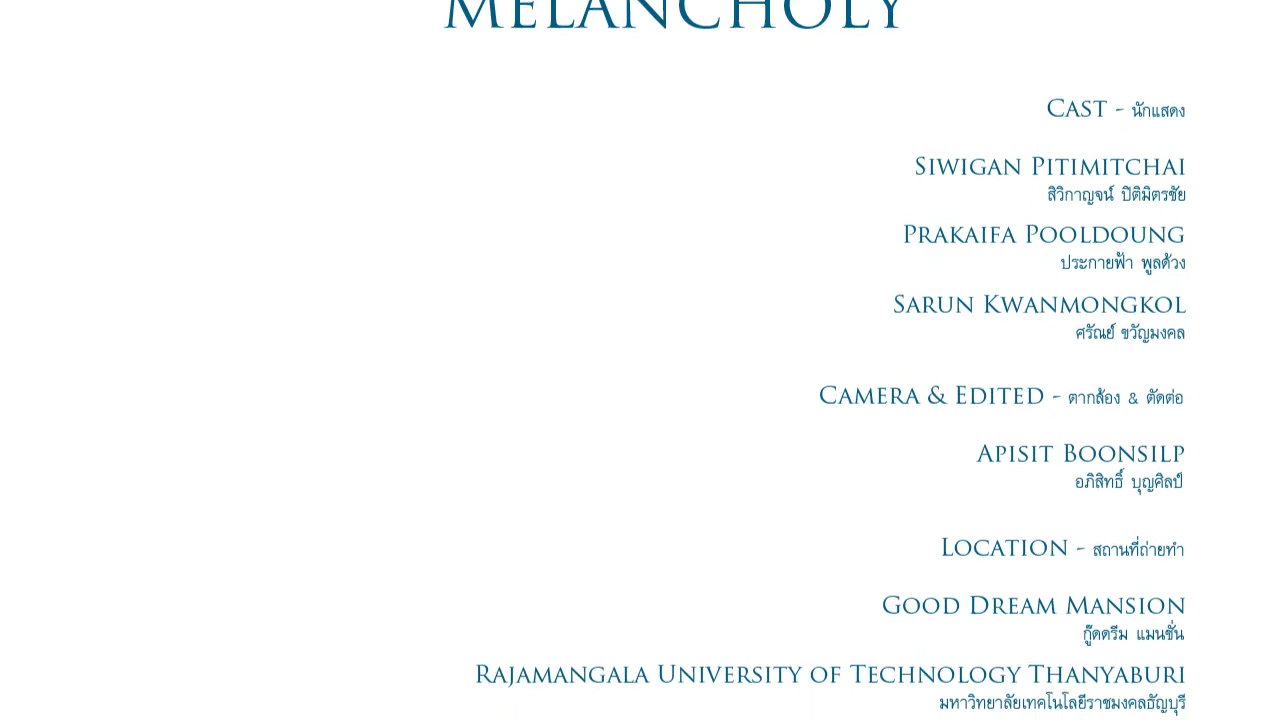 MELANCHOLY
CAST - นักแสดง
SIWIGAN PITIMITCHAI
สิวิกาญจน์ ปิติมิตรชัย
PRAKAIFA POOLDOUNG
ประกายฟ้า พูลด้วง
SARUN KWANMONGKOL
ศรัณย์ ขวัญมงคล
CAMERA & EDITED - ตากล้อง & ตัดต่อ
APISIT BOONSILP
อภิสิทธิ์ บุญศิลป์
LOCATION - สถานที่ถ่ายทำ
GOOD DREAM MANSION
กู๊ดดรีม แมนชั่น
RAJAMANGALA UNIVERSITY OF TECHNOLOGY THANYABURI
มหาวิทยาลัยเทคโนโลยีราชมงคลธัญบุรี